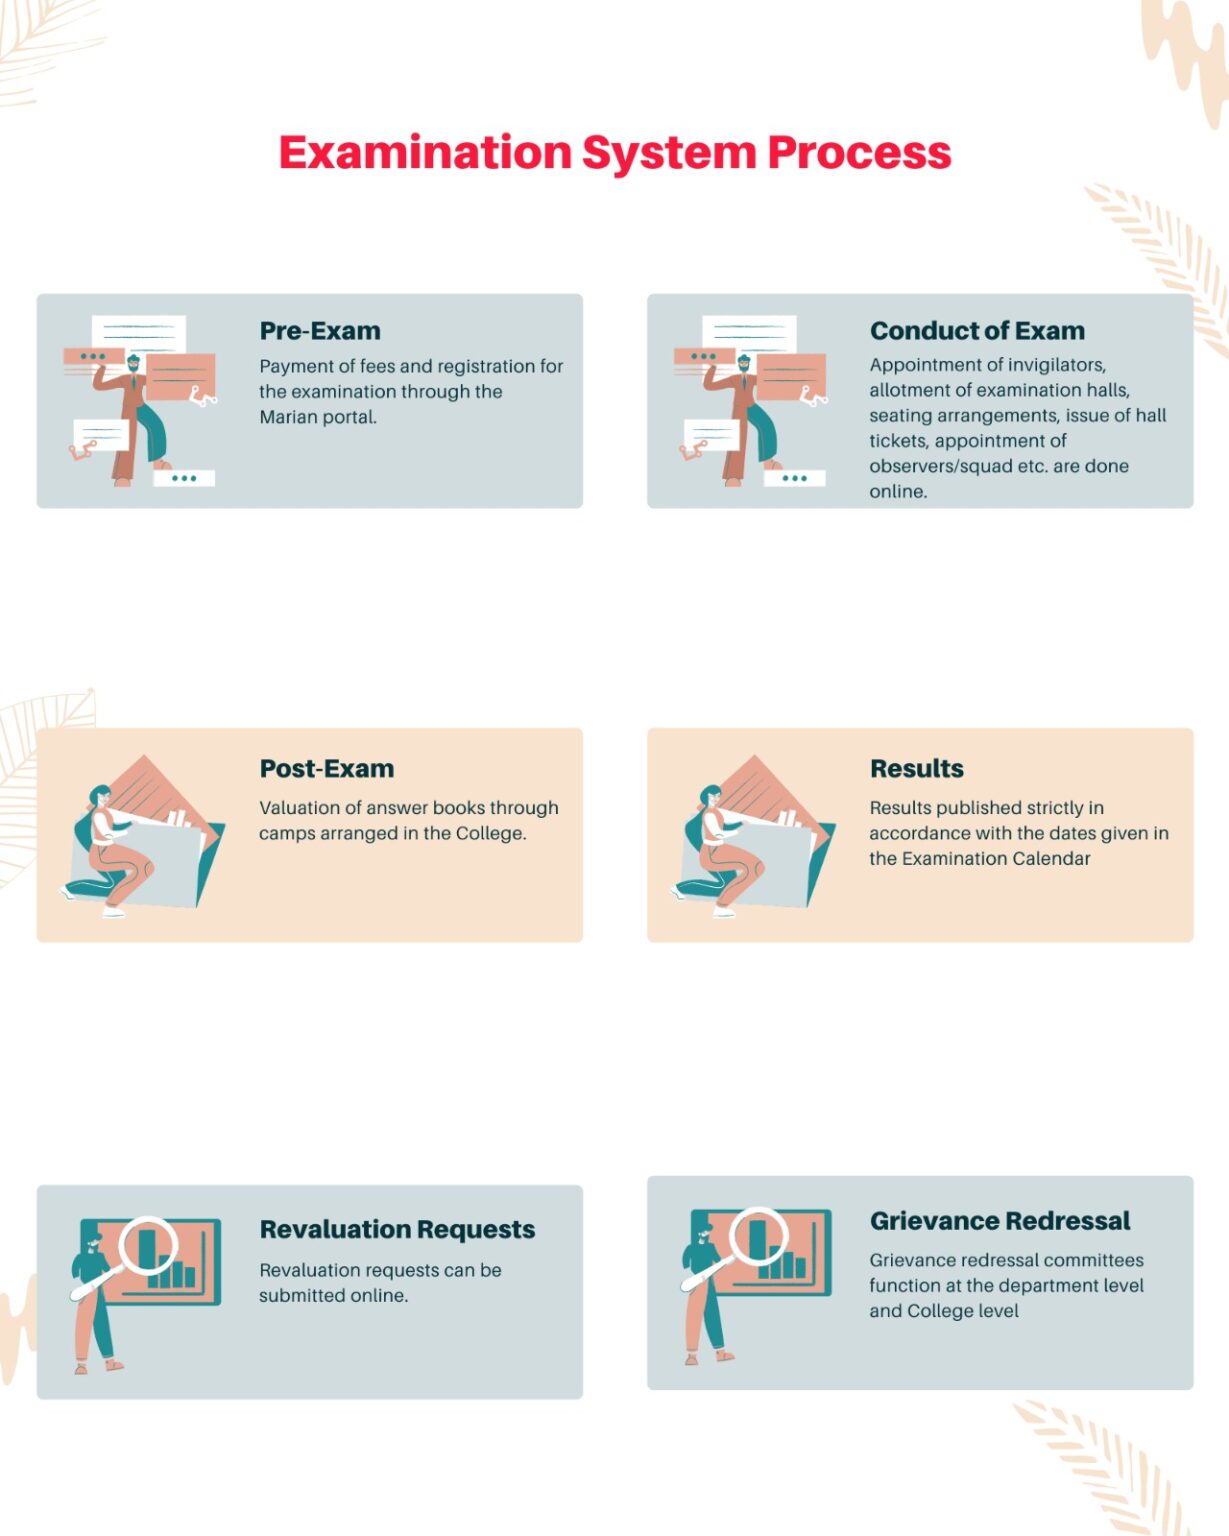 Examination System Process
Pre-Exam
Payment of fees and registration for
the examination through the
Marian portal.
Conduct of Exam
Appointment of invigilators,
allotment of examination halls,
seating arrangements, issue of hall
tickets, appointment of
observers/squad etc. are done
online.
Post-Exam
Valuation of answer books through
camps arranged in the College.
Results
Results published strictly in
accordance with the dates given in
the Examination Calendar
Revaluation Requests
Revaluation requests can be
submitted online.
Grievance Redressal
Grievance redressal committees
function at the department level
and College level